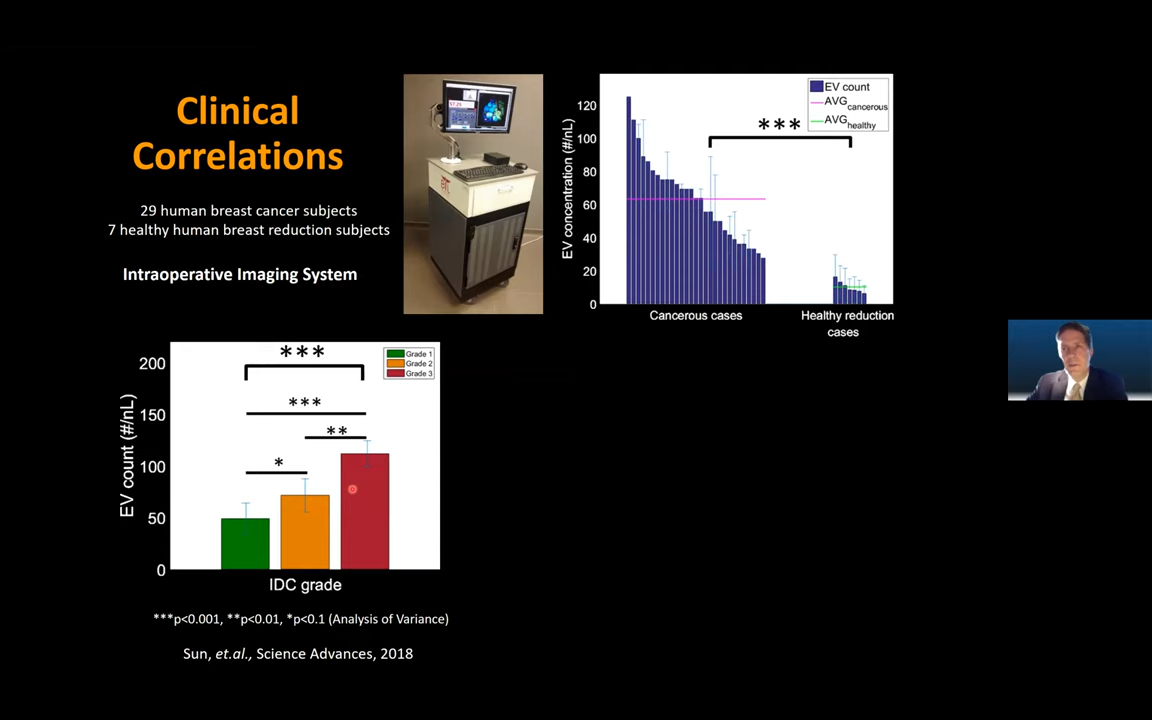 Clinical
Correlations
29 human breast cancer subjects
7 healthy human breast reduction subjects
Intraoperative Imaging System
EV concentration (#/nL)
120
100
80
60
40
20
0
EV count
AVGcancerous
AVGhealthy
***
Cancerous cases
Healthy reduction
cases
EV count (#/nL)
200
150
100
50
0
***
***
**
*
Grade 1
Grade 2
Grade 3
IDC grade
***p<0.001, **p<0.01, *p<0.1 (Analysis of Variance)
Sun, et.al., Science Advances, 2018